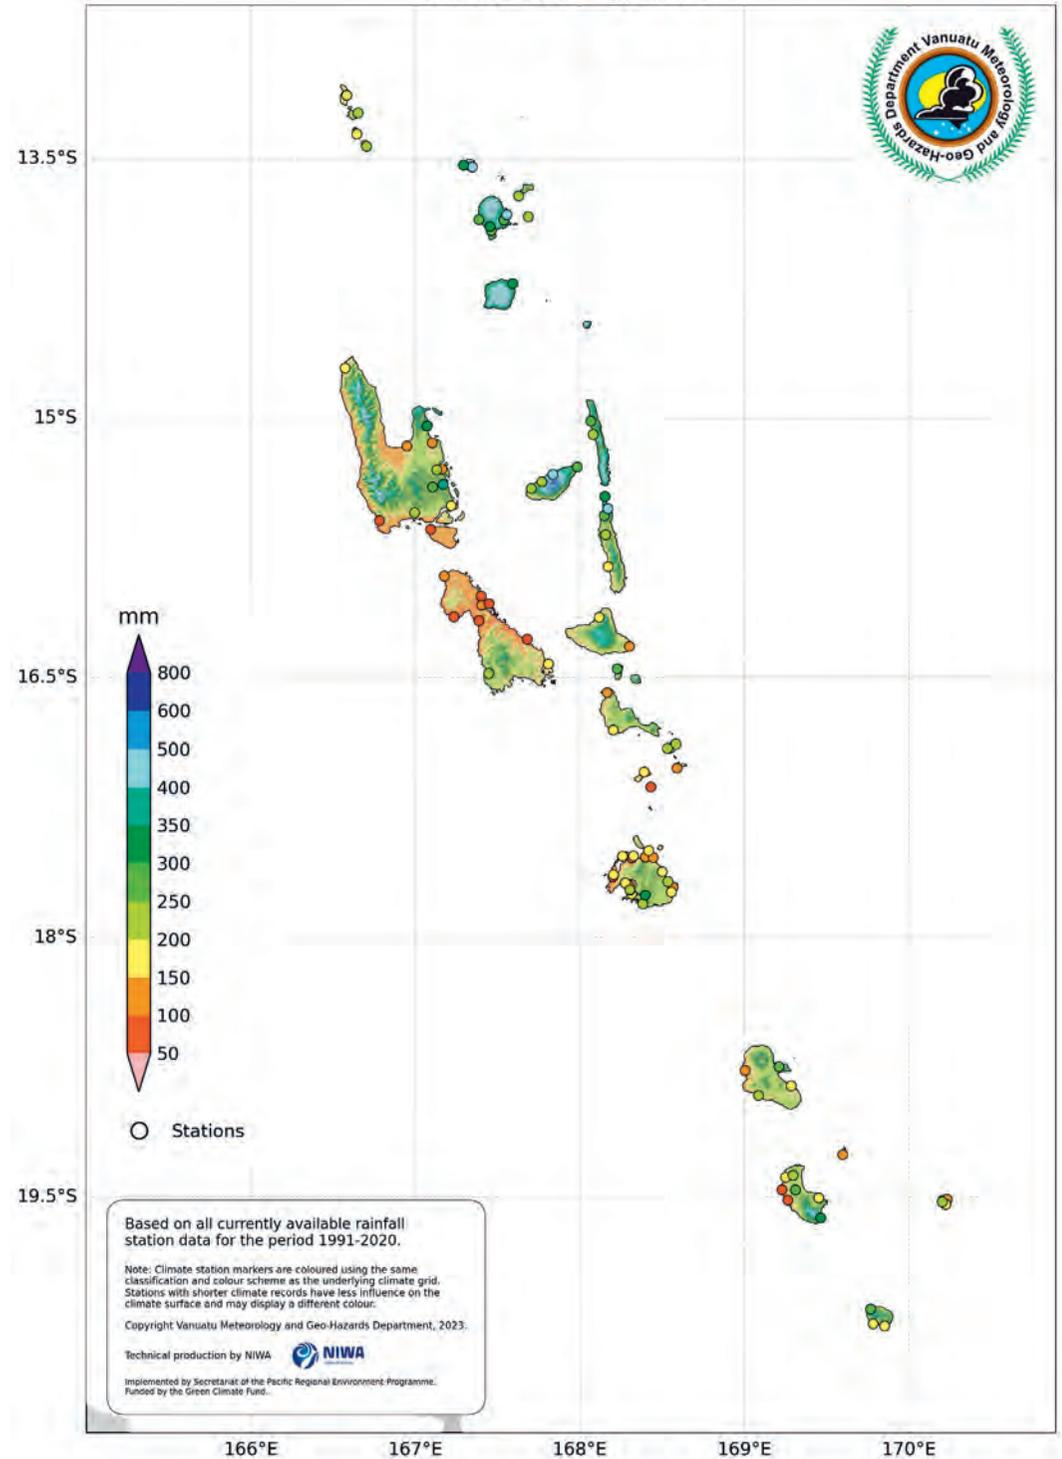 Vanuatu Meteorology and Geo-Hazards Department
13.5°S
15°S
16.5°S
18°S
19.5°S
mm
800
600
500
400
350
300
250
200
150
100
50
Stations
Based on all currently available rainfall
station data for the period 1991-2020.
Note: Climate station markers are coloured using the same
classification and colour scheme as the underlying climate grid.
Stations with shorter climate records have less influence on the
climate surface and may display a different colour.
Copyright Vanuatu Meteorology and Geo-Hazards Department, 2023.
Technical production by NIWA
NIWA
Implemented by Secretariat of the Pacific Regional Environment Programme.
Funded by the Green Climate Fund.
166°E
167°E
168°E
169°E
170°E